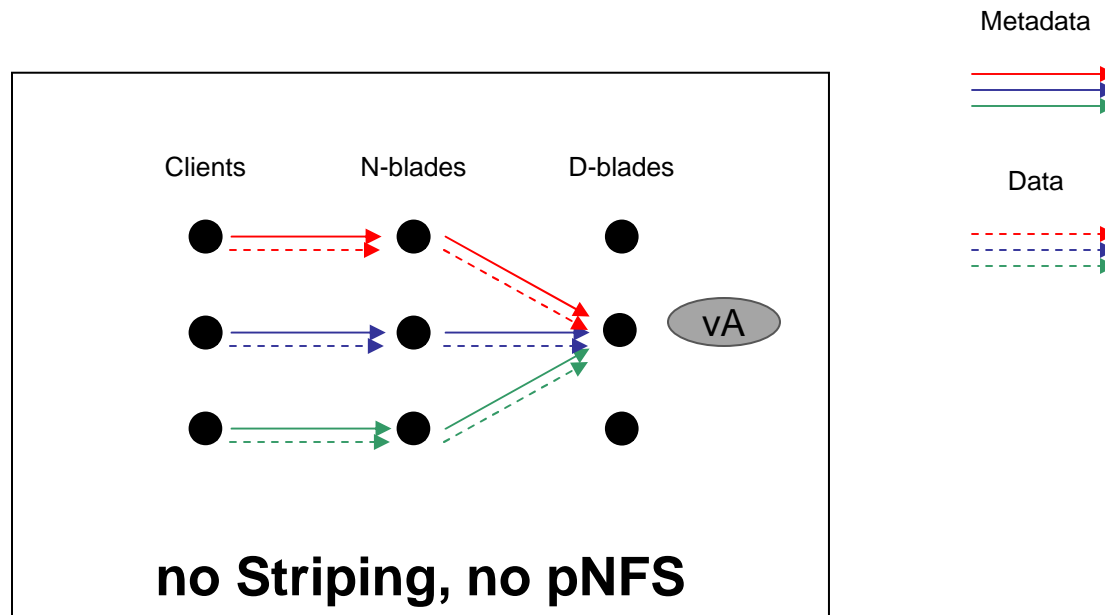 Metadata
Clients N-blades D-blades
Data
vA
no Striping, no pNFS